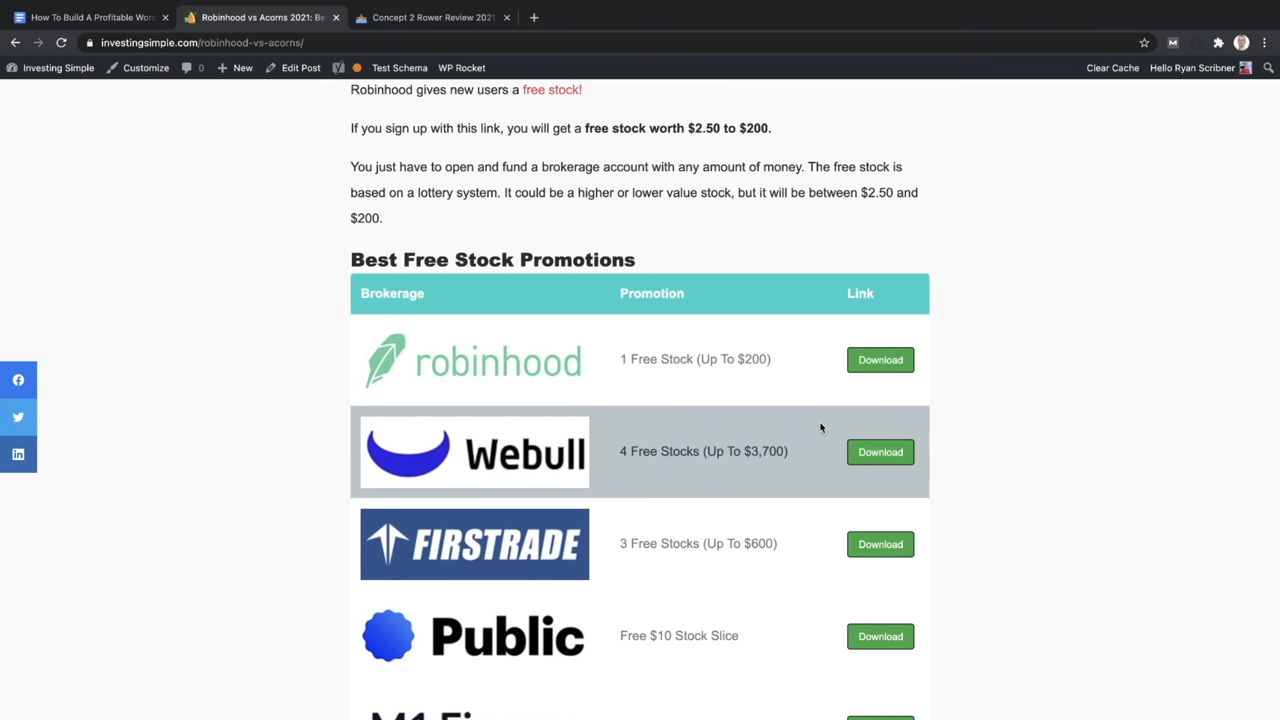 How To Build A Profitable Wor
Robinhood vs Acorns 2021: Be
Concept 2 Rower Review 2021
investingsimple.com/robinhood-vs-acorns/
Investing Simple Customize 0 New Edit Post Test Schema WP Rocket Clear Cache Hello Ryan Scribner
Robinhood gives new users a free stock!
If you sign up with this link, you will get a free stock worth $2.50 to $200.
You just have to open and fund a brokerage account with any amount of money. The free stock is
based on a lottery system. It could be a higher or lower value stock, but it will be between $2.50 and
$200.
Best Free Stock Promotions
Brokerage Promotion Link
robinhood 1 Free Stock (Up To $200) Download
Webull 4 Free Stocks (Up To $3,700) Download
FIRSTRADE 3 Free Stocks (Up To $600) Download
Public Free $10 Stock Slice Download